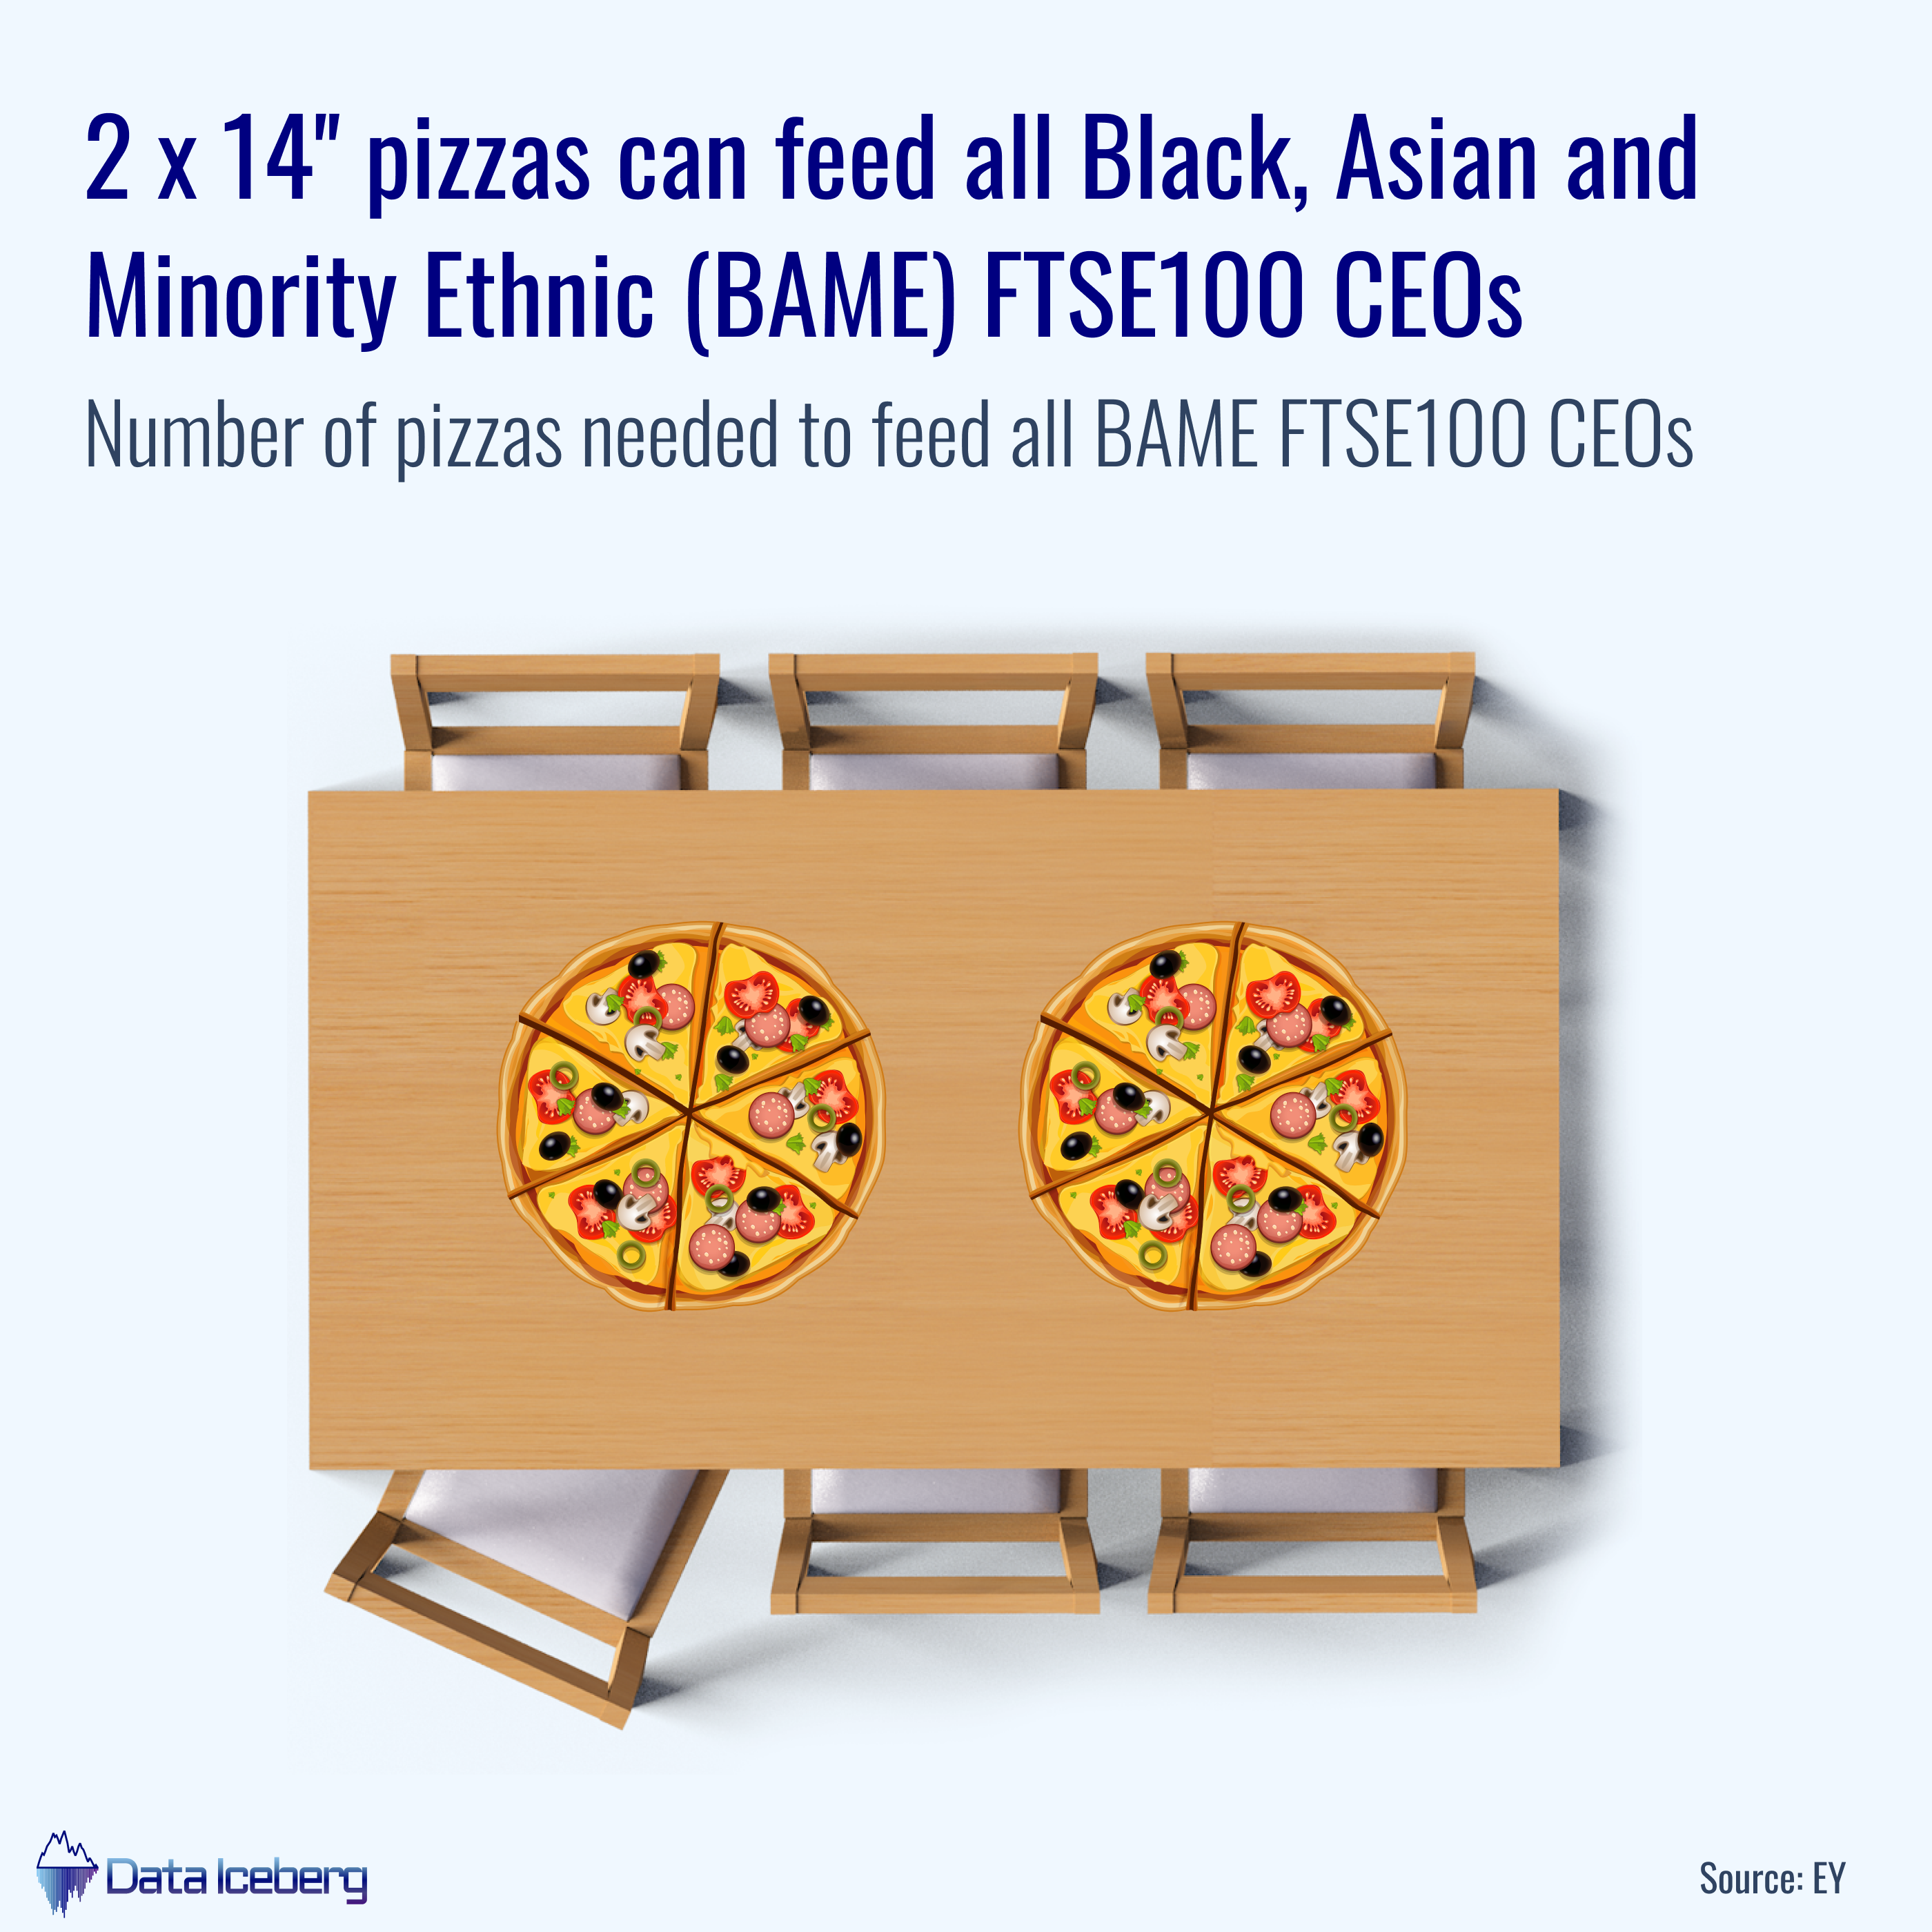 2 x 14" pizzas can feed all Black, Asian and
Minority Ethnic (BAME) FTSE100 CEOs
Number of pizzas needed to feed all BAME FTSE100 CEOs
Data Iceberg
Source: EY